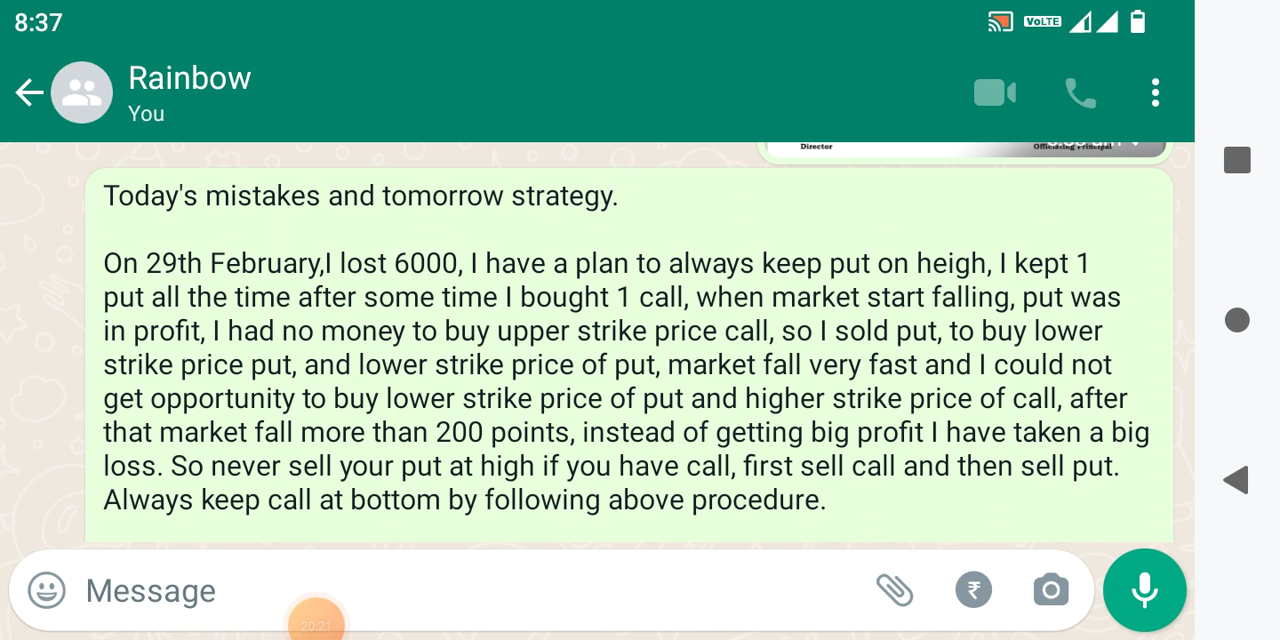 8:37
VoLTE
Rainbow
You
Director
Officiating Principal
Today's mistakes and tomorrow strategy.
On 29th February,I lost 6000, I have a plan to always keep put on heigh, I kept 1
put all the time after some time I bought 1 call, when market start falling, put was
in profit, I had no money to buy upper strike price call, so I sold put, to buy lower
strike price put, and lower strike price of put, market fall very fast and I could not
get opportunity to buy lower strike price of put and higher strike price of call, after
that market fall more than 200 points, instead of getting big profit I have taken a big
loss. So never sell your put at high if you have call, first sell call and then sell put.
Always keep call at bottom by following above procedure.
Message
₹
20:21